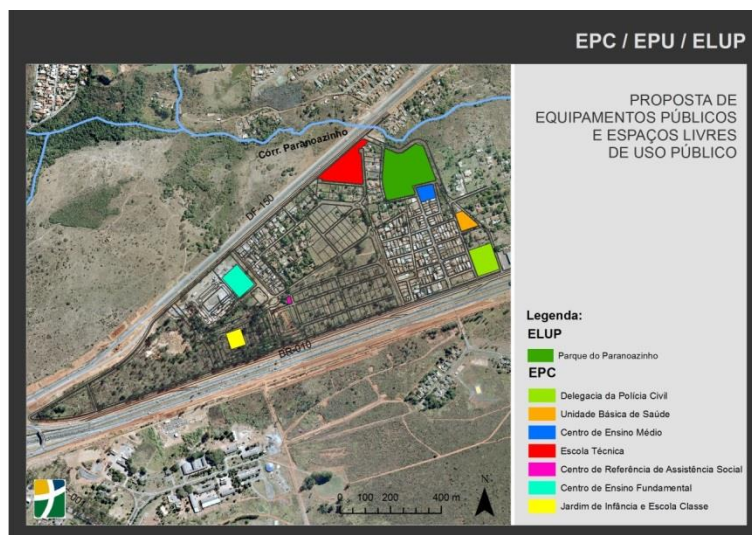 EPC / EPU / ELUP
PROPOSTA DE
EQUIPAMENTOS PÚBLICOS
E ESPAÇOS LIVRES
DE USO PÚBLICO
Córr. Paranoazinho
DF-150
BR-010
Legenda:
ELUP
Parque do Paranoazinho
EPC
Delegacia da Polícia Civil
Unidade Básica de Saúde
Centro de Ensino Médio
Escola Técnica
Centro de Referência de Assistência Social
Centro de Ensino Fundamental
Jardim de Infância e Escola Classe
0 100 200 400 m
N